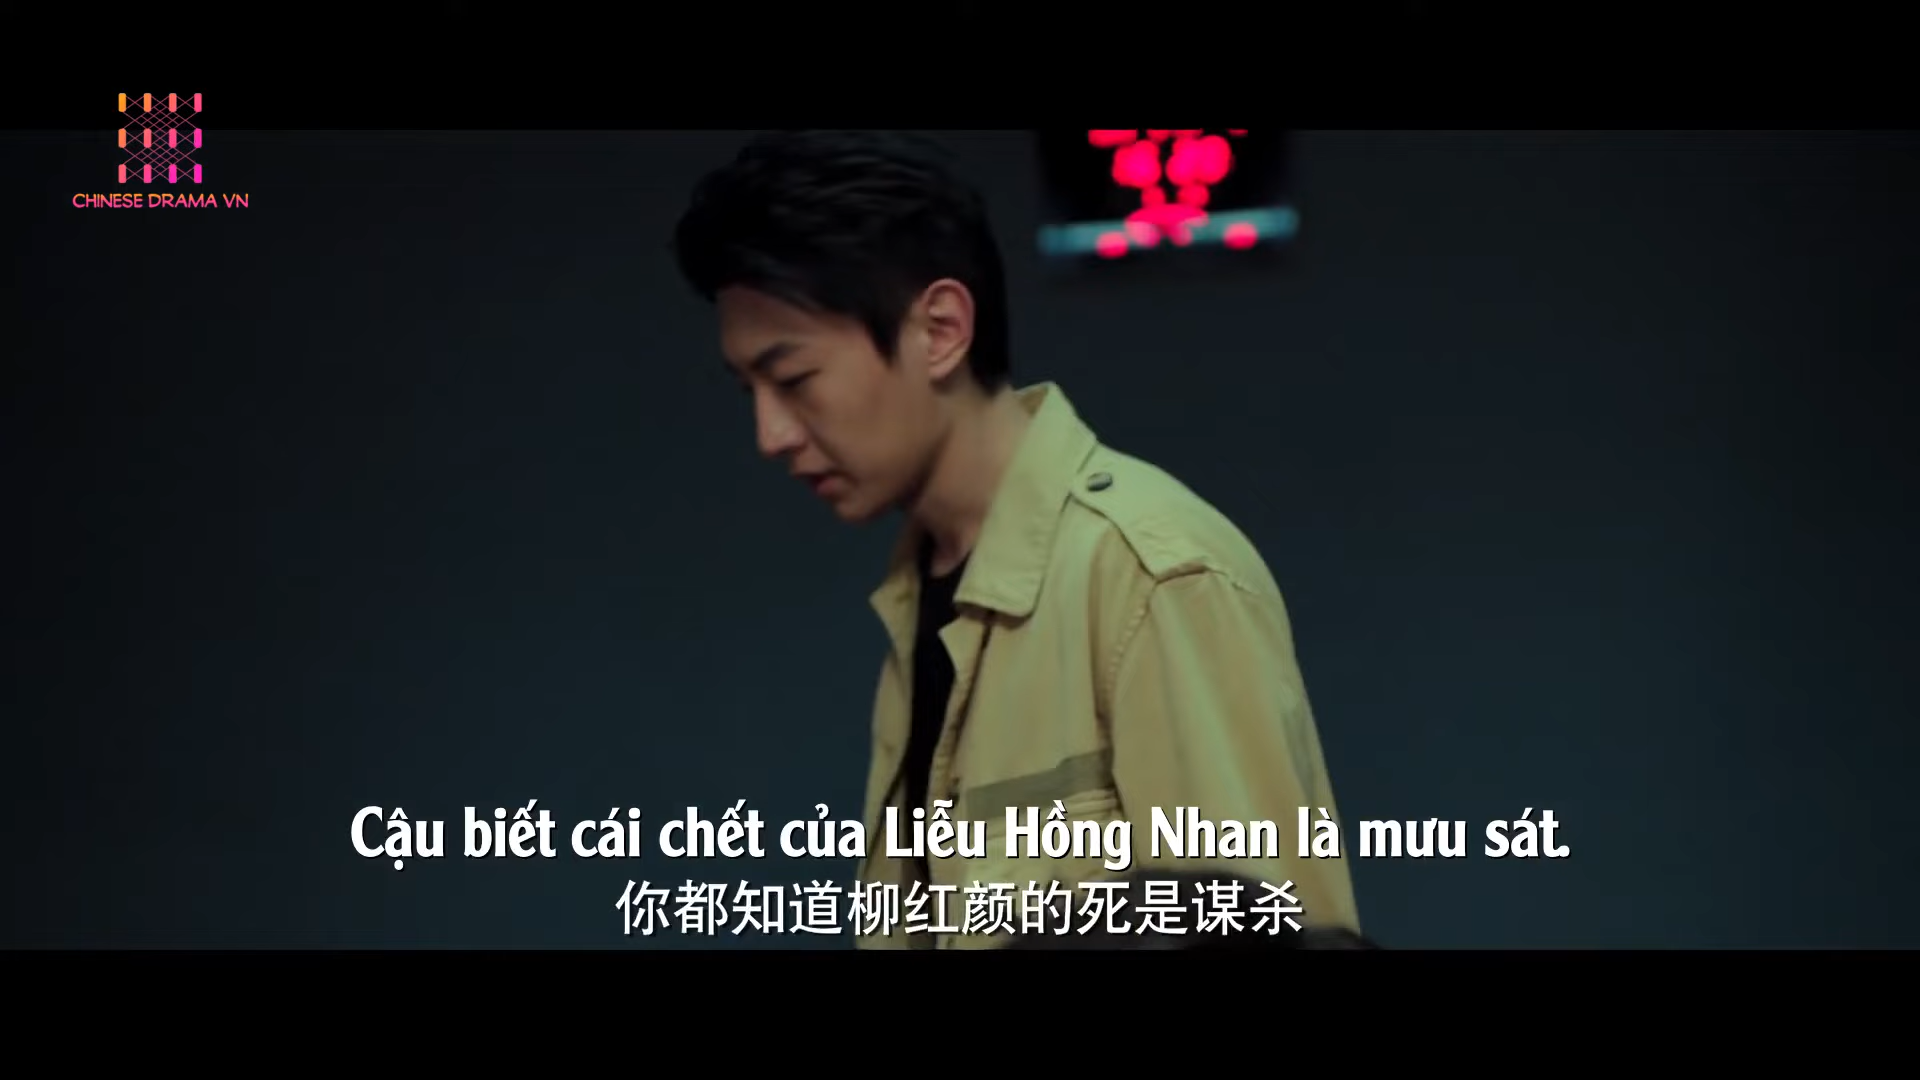 CHINESE DRAMA VN
Cậu biết cái chết của Liễu Hồng Nhan là mưu sát.
你都知道柳红颜的死是谋杀